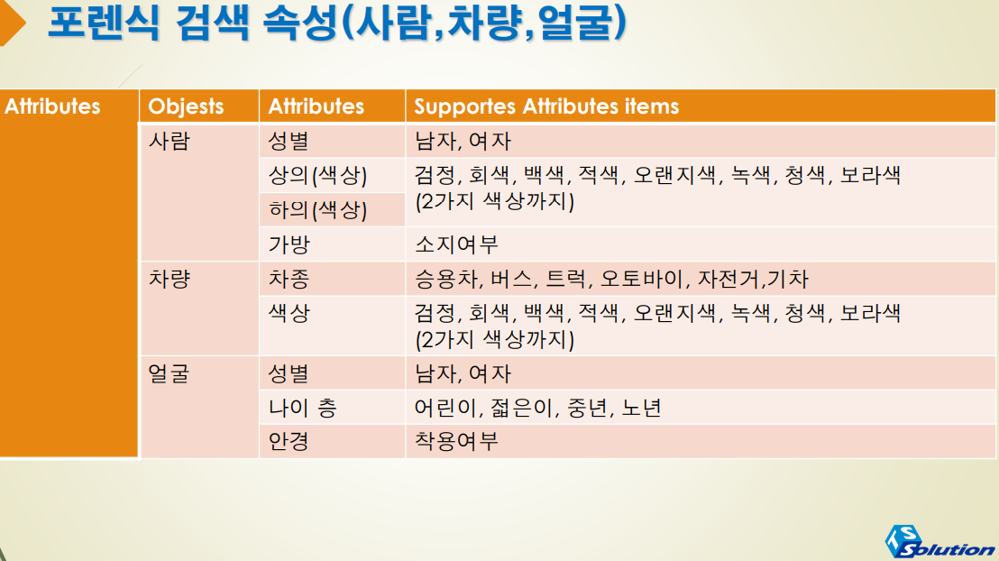 포렌식 검색 속성(사람,차량,얼굴)
Attributes Objests Attributes Supportes Attributes items
사람 성별 남자, 여자
상의(색상) 검정, 회색, 백색, 적색, 오랜지색, 녹색, 청색, 보라색
(2가지 색상까지)
하의(색상)
가방 소지여부
차량 차종 승용차, 버스, 트럭, 오토바이, 자전거,기차
색상 검정, 회색, 백색, 적색, 오랜지색, 녹색, 청색, 보라색
(2가지 색상까지)
얼굴 성별 남자, 여자
나이 층 어린이, 젋은이, 중년, 노년
안경 착용여부
TSS Solution